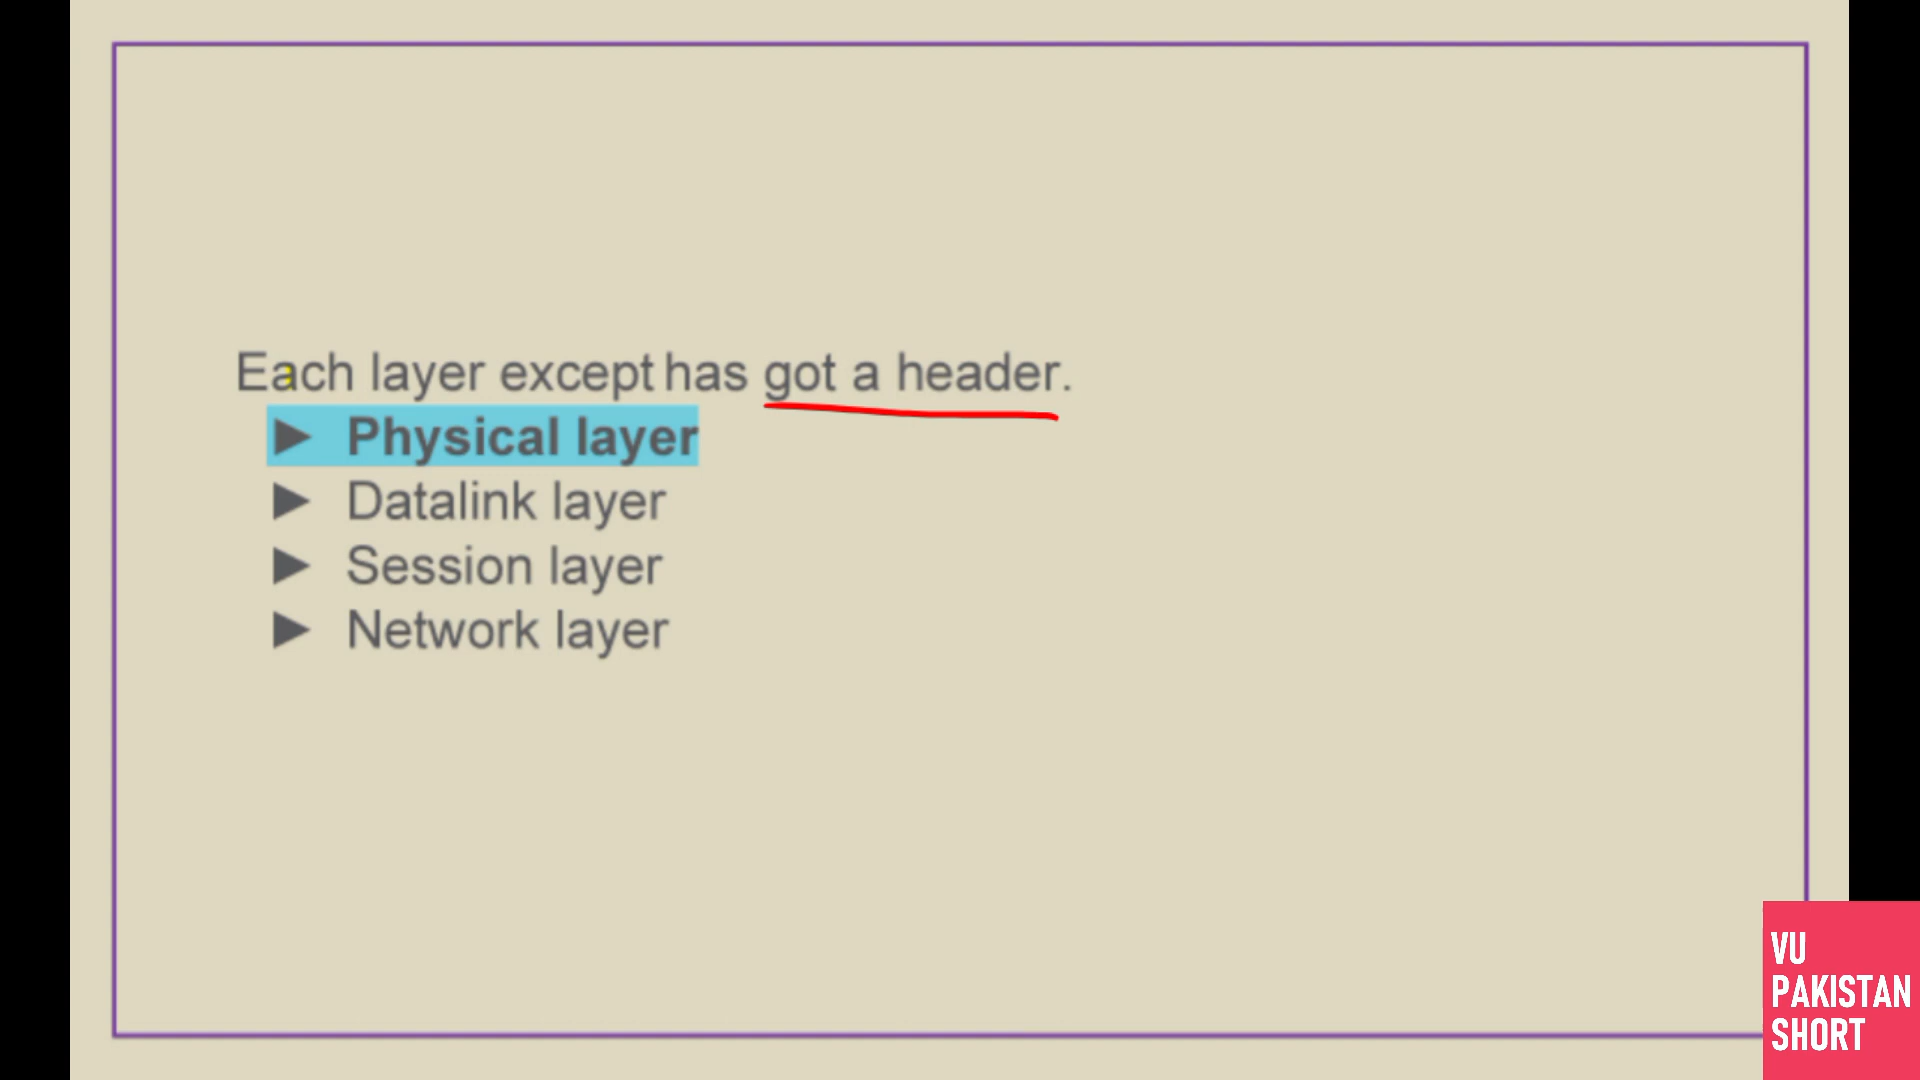 Each layer except has got a header.
► Physical layer
► Datalink layer
► Session layer
► Network layer
VU
PAKISTAN
SHORT